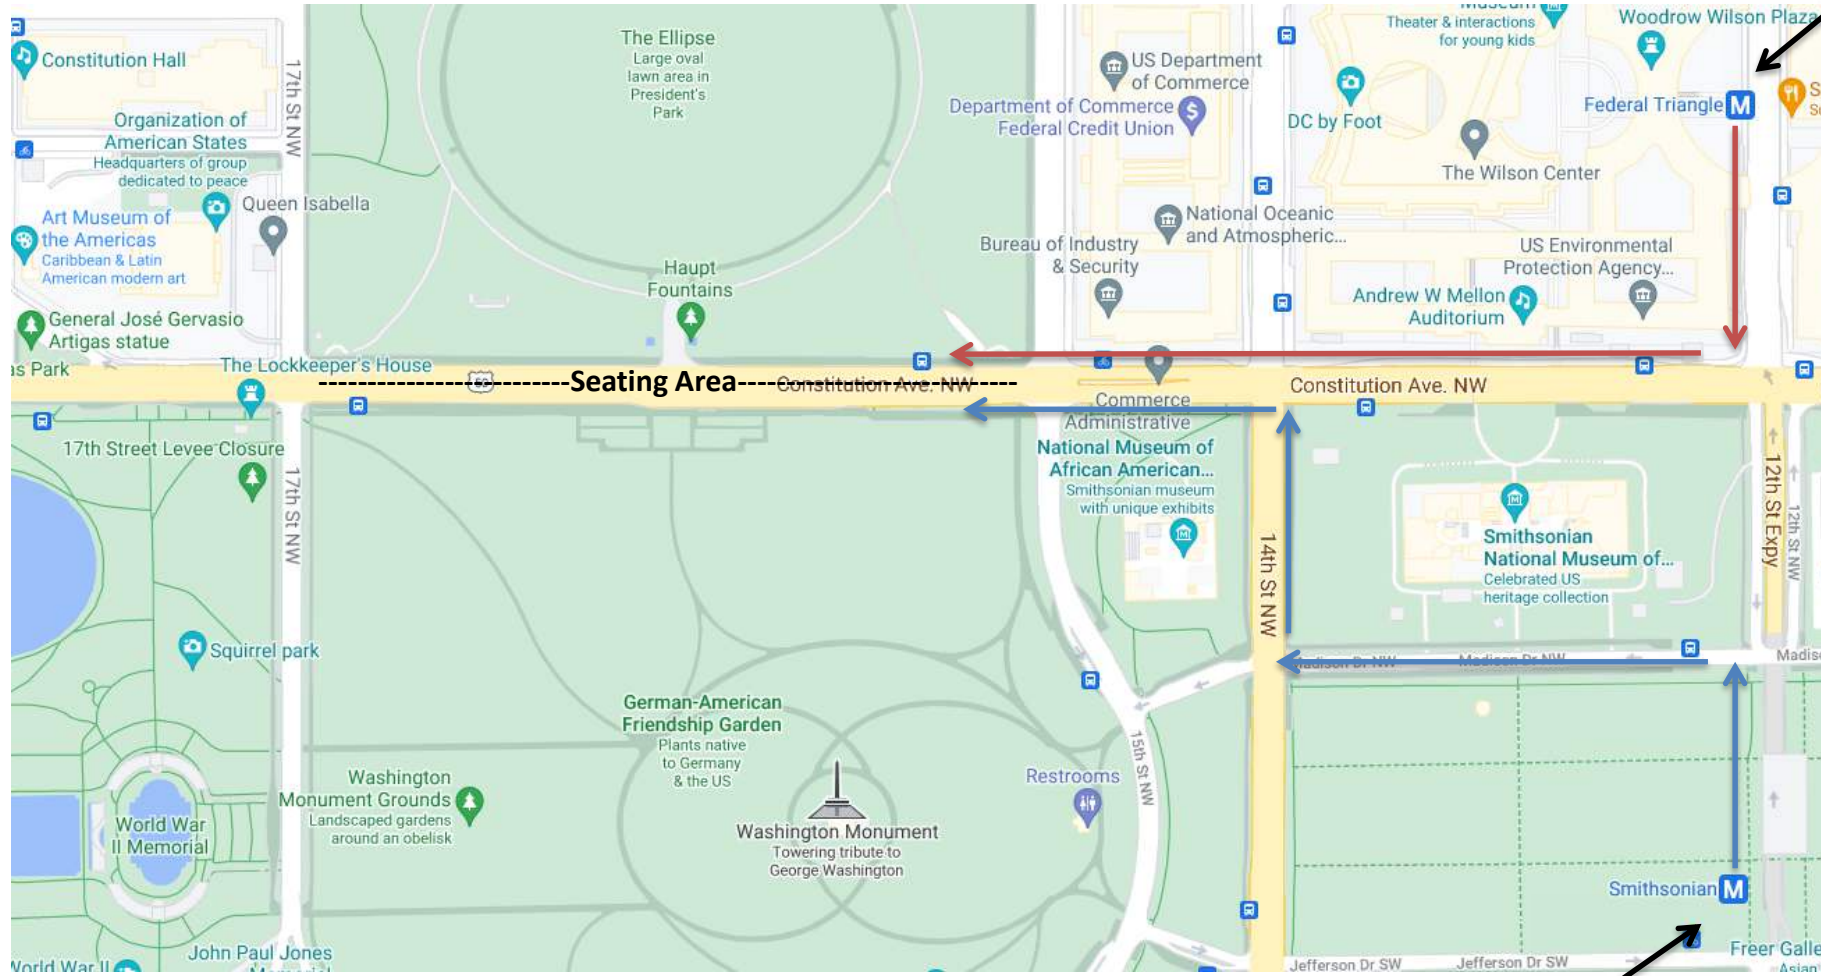 Constitution Hall
17th St NW
Organization of
American States
Headquarters of group
dedicated to peace
Queen Isabella
Art Museum of
the Americas
Caribbean & Latin
American modern art
General José Gervasio
Artigas statue
as Park
The Lockkeeper's House
The Ellipse
Large oval
lawn area in
President's
Park
Haupt
Fountains
US Department
of Commerce
Department of Commerce
Federal Credit Union
$
National Oceanic
and Atmospheric...
Bureau of Industry
& Security
Museum
Theater & interactions
for young kids
Woodrow Wilson Plaza
DC by Foot
Federal Triangle M
S
The Wilson Center
US Environmental
Protection Agency...
Andrew W Mellon
Auditorium
--------------------------Seating Area-----------------------------
Constitution Ave. NW
Constitution Ave. NW
Commerce
Administrative
17th Street Levee Closure
17th St NW
National Museum of
African American...
Smithsonian museum
with unique exhibits
14th St NW
Smithsonian
National Museum of...
Celebrated US
heritage collection
12th St Expy
12th St NW
Squirrel park
Madison Dr NW
Madison Dr NW
Madis
German-American
Friendship Garden
Plants native
to Germany
& the US
15th St NW
Washington
Monument Grounds
Landscaped gardens
around an obelisk
Restrooms
World War
II Memorial
Washington Monument
Towering tribute to
George Washington
Smithsonian M
John Paul Jones
World War II
Jefferson Dr SW
Jefferson Dr SW
Freer Galle
Asian